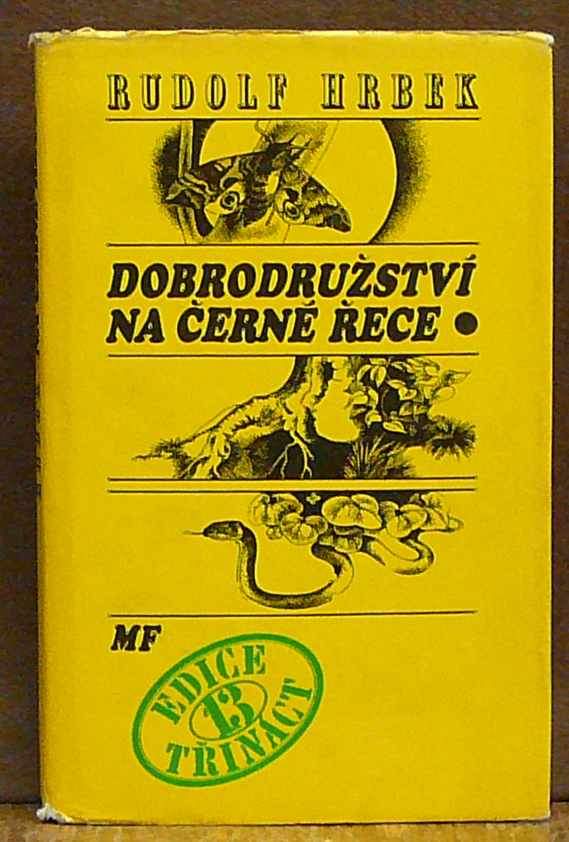 RUDOLF HRBEK
DOBRODRUŽSTVÍ
NA ČERNÉ ŘECE •
MF
EDICE
13
TŘINÁCT